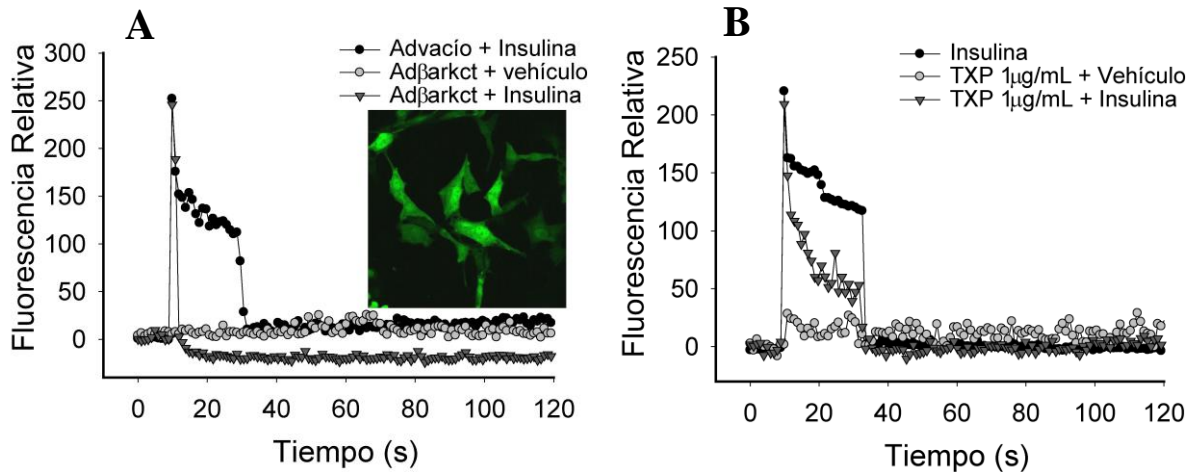 A
Advacío + Insulina
Adβarkct + vehículo
Adβarkct + Insulina
300
250
200
150
100
50
0
Fluorescencia Relativa
0 20 40 60 80 100 120
Tiempo (s)
B
Insulina
TXP 1μg/mL + Vehículo
TXP 1μg/mL + Insulina
250
200
150
100
50
0
Fluorescencia Relativa
0 20 40 60 80 100 120
Tiempo (s)